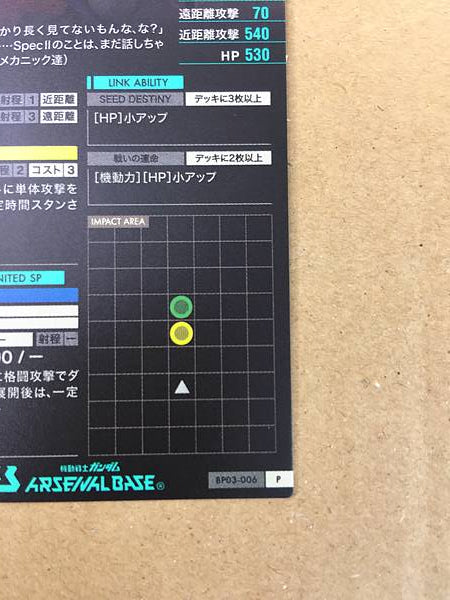 かり長く見てないもんな、な?」
…SpecⅡのことは、まだ話しちゃ
メカニック達）
遠距離攻撃 70
近距離攻撃 540
HP 530
射程 1 近距離
射程 3 遠距離
程 2 コスト 3
に単体攻撃を
定時間スタンさ
LINK ABILITY
SEED DESTINY デッキに3枚以上
[HP]小アップ
戦いの運命 デッキに2枚以上
[機動力][HP]小アップ
IMPACT AREA
NITED SP
射程 ー
00 / ー
に格闘攻撃でダ
展開後は、一定
機動戦士ガンダム
ARSENAL BASE®
BP03-006 P